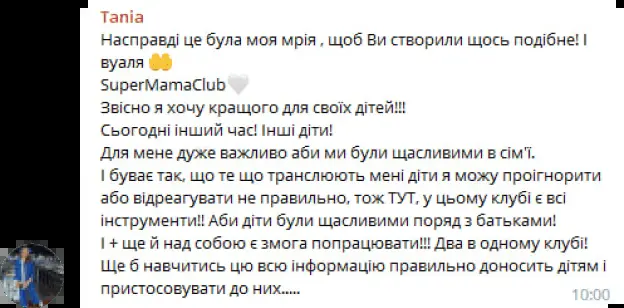 Tania
Насправді це була моя мрія , щоб Ви створили щось подібне! І
вуаля 🤲
SuperMamaClub🤍
Звісно я хочу кращого для своїх дітей!!!
Сьогодні інший час! Інші діти!
Для мене дуже важливо аби ми були щасливими в сім'ї.
І буває так, що те що транслюють мені діти я можу проігнорити
або відреагувати не правильно, тож ТУТ, у цьому клубі є всі
інструменти!! Аби діти були щасливими поряд з батьками!
І + ще й над собою є змога попрацювати!!! Два в одному клубі!
Ще б навчитись цю всю інформацію правильно доносить дітям і
пристосовувати до них.....
10:00